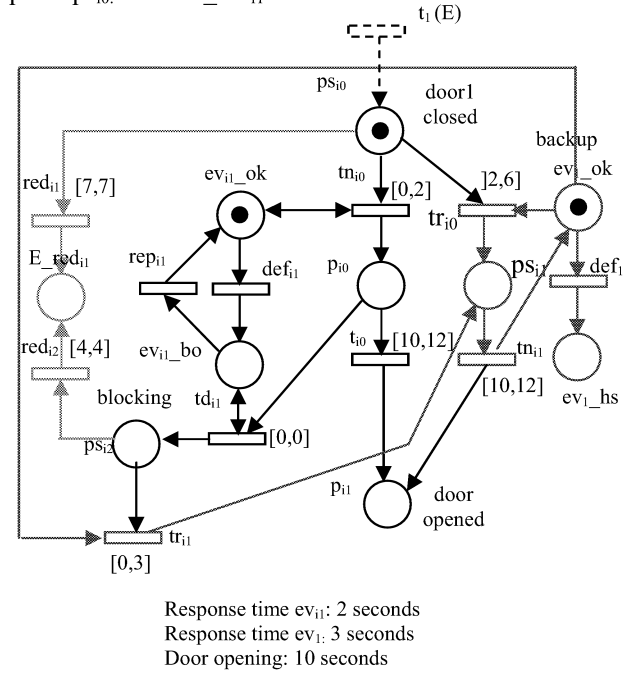 t1 (E)
psi0
door1
closed
backup
ev1_ok
redi1
[7,7]
evi1_ok
tni0
[0,2]
]2,6]
tri0
E_redi1
repi1
defi1
pi0
psi1
def1
redi2
[4,4]
evi1_bo
ti0
[10,12]
tni1
blocking
tdi1
[10,12]
ev1_hs
psi2
[0,0]
pi1
door
opened
tri1
[0,3]
Response time evi1: 2 seconds
Response time ev1: 3 seconds
Door opening: 10 seconds